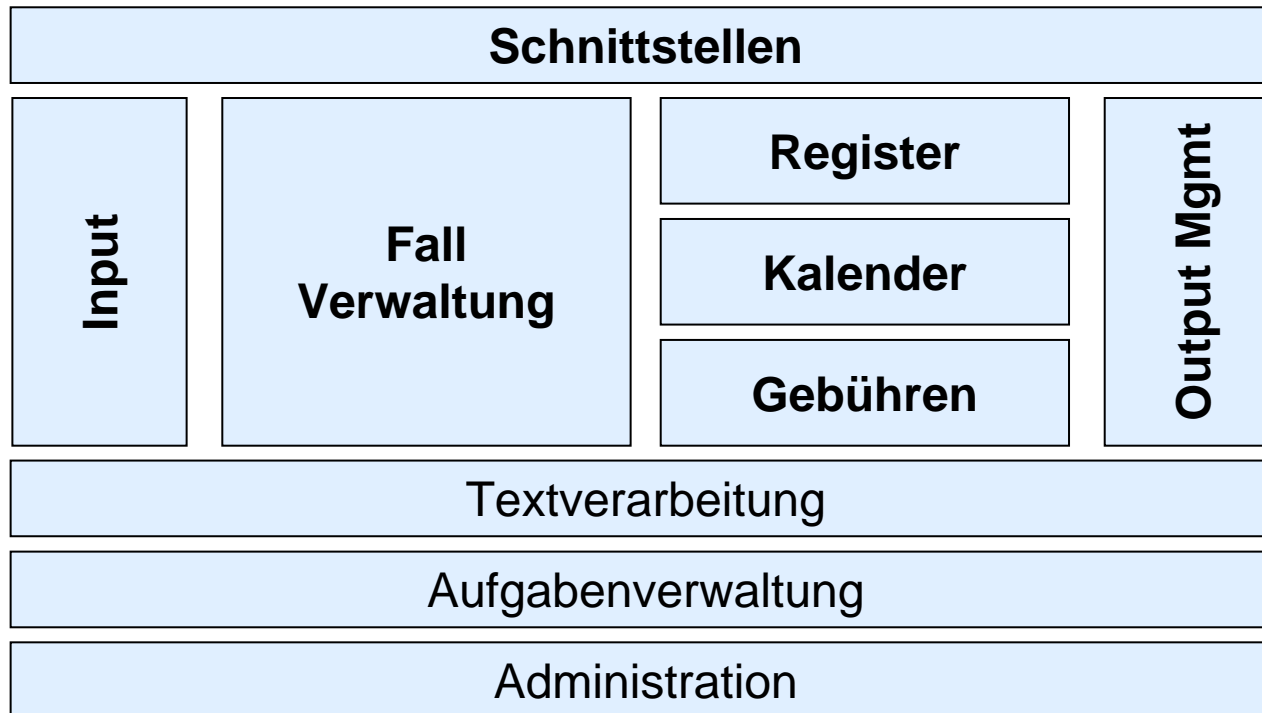 Schnittstellen
Input
Fall
Verwaltung
Register
Kalender
Gebühren
Output Mgmt
Textverarbeitung
Aufgabenverwaltung
Administration